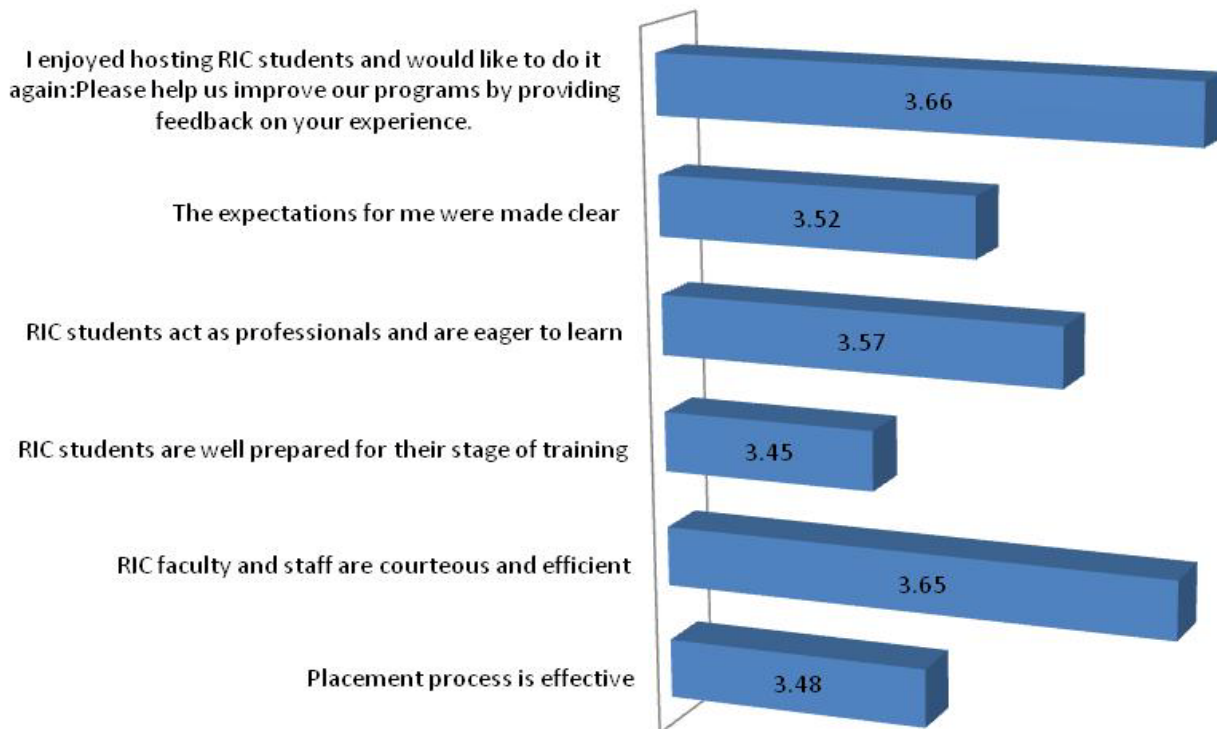 I enjoyed hosting RIC students and would like to do it
again:Please help us improve our programs by providing
feedback on your experience.
3.66
The expectations for me were made clear
3.52
RIC students act as professionals and are eager to learn
3.57
RIC students are well prepared for their stage of training
3.45
RIC faculty and staff are courteous and efficient
3.65
Placement process is effective
3.48